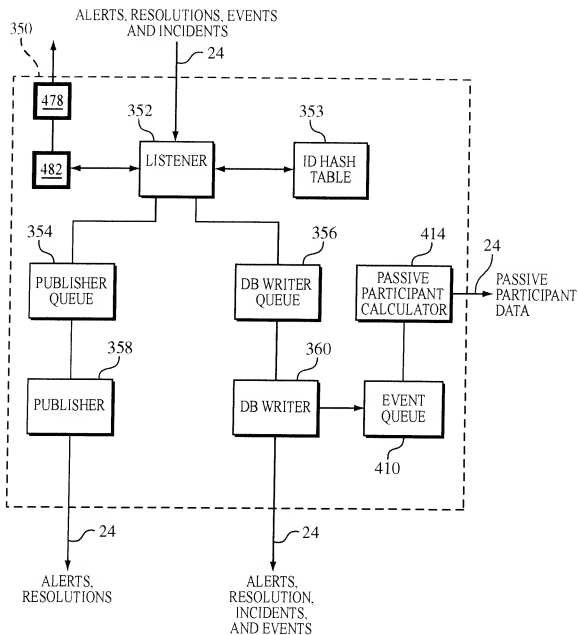 ALERTS, RESOLUTIONS, EVENTS
AND INCIDENTS
350
24
478
352
353
482
LISTENER
ID HASH
TABLE
354
356
414
24
PUBLISHER
QUEUE
DB WRITER
QUEUE
PASSIVE
PARTICIPANT
CALCULATOR
PASSIVE
PARTICIPANT
DATA
358
360
PUBLISHER
DB WRITER
EVENT
QUEUE
410
24
24
ALERTS,
RESOLUTIONS
ALERTS,
RESOLUTION,
INCIDENTS,
AND EVENTS